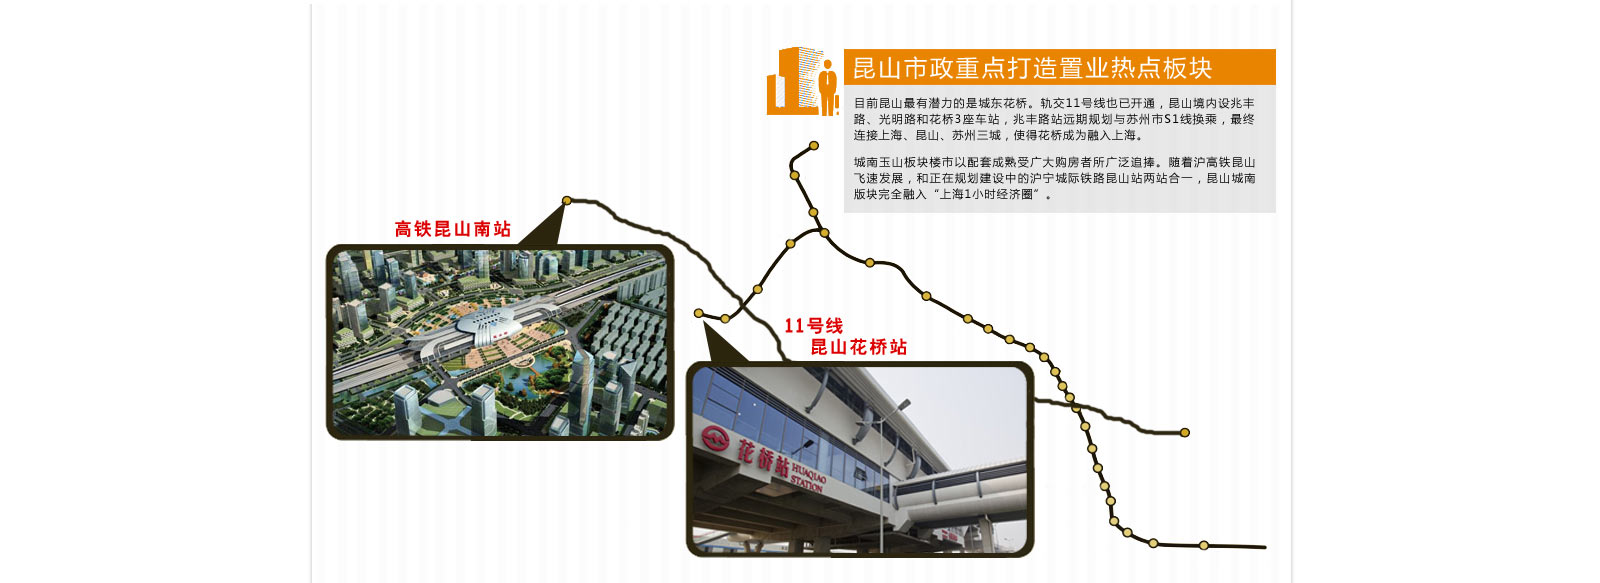 昆山市政重点打造置业热点板块
目前昆山最有潜力的是城东花桥。轨交11号线也已开通，昆山境内设兆丰
路、光明路和花桥3座车站，兆丰路站远期规划与苏州市S1线换乘，最终
连接上海、昆山、苏州三城，使得花桥成为融入上海。
城南玉山板块楼市以配套成熟受广大购房者所广泛追捧。随着沪高铁昆山
飞速发展，和正在规划建设中的沪宁城际铁路昆山站两站合一，昆山城南
版块完全融入“上海1小时经济圈”。
高铁昆山南站
11号线
昆山花桥站
花桥站
HUAQIAO
STATION